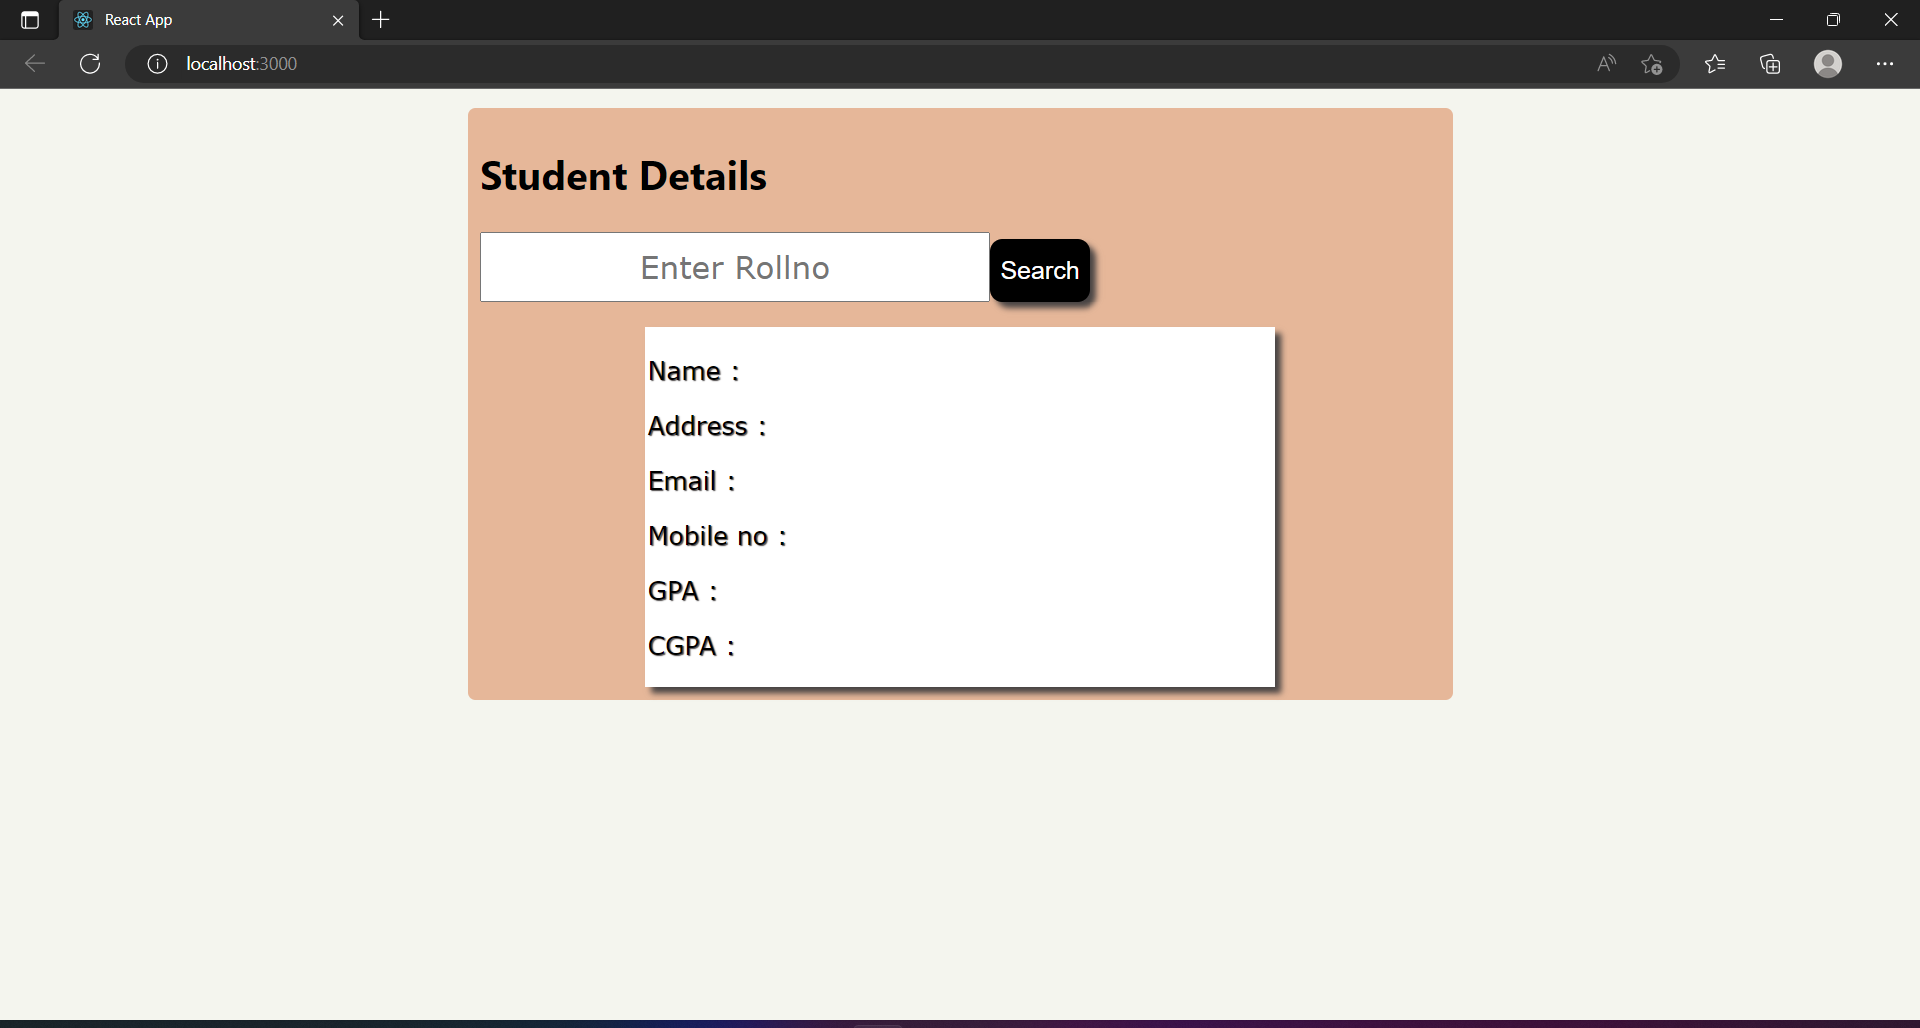 React App
localhost:3000
Student Details
Enter Rollno
Search
Name :
Address :
Email :
Mobile no :
GPA :
CGPA :